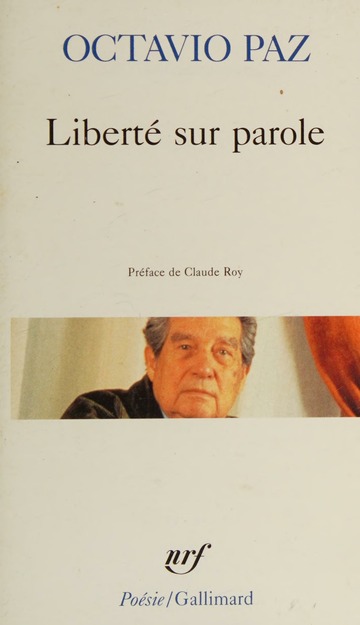 OCTAVIO PAZ
Liberté sur parole
Préface de Claude Roy
nrf
Poésie/Gallimard